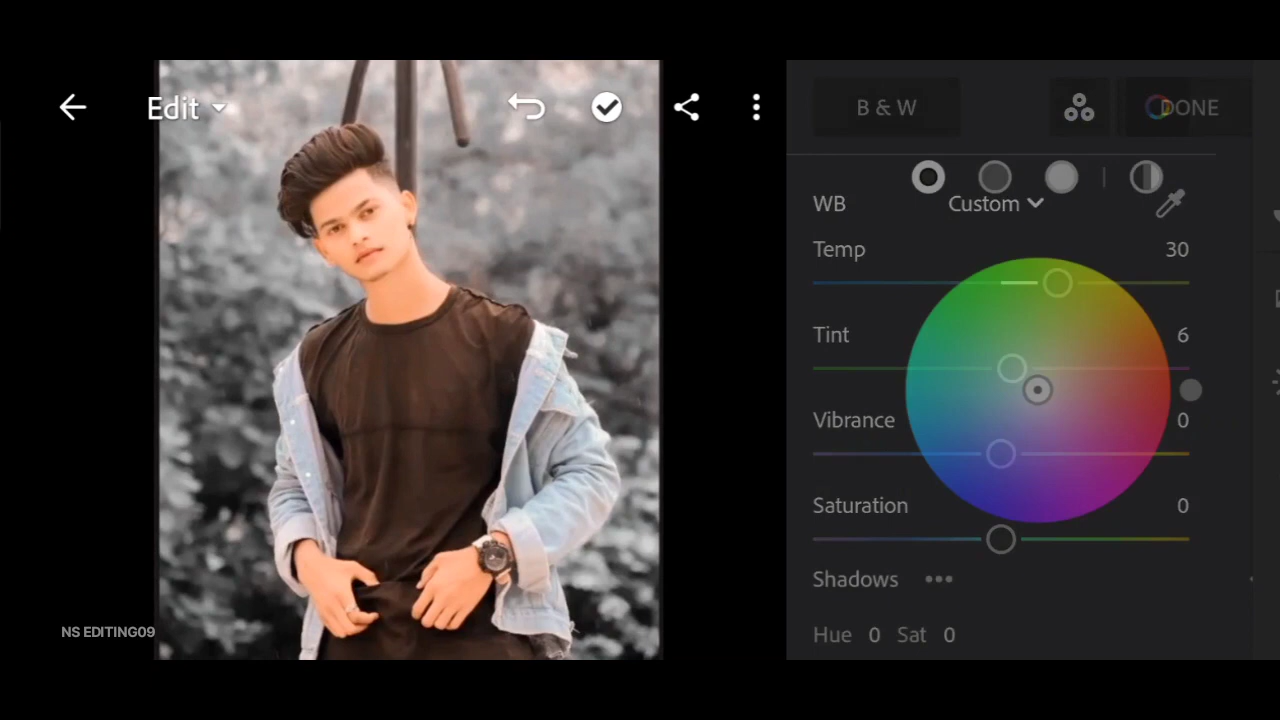 Edit
B & W
DONE
WB Custom
Temp 30
Tint 6
Vibrance 0
Saturation 0
Shadows
Hue 0 Sat 0
NS EDITING09